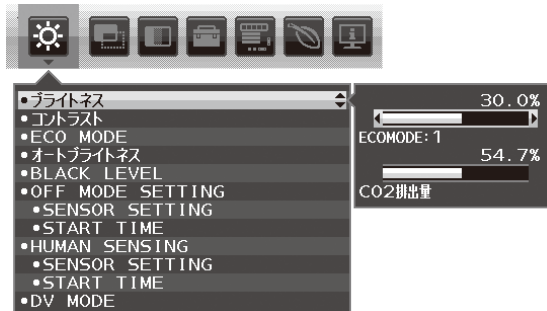 •ブライトネス
•コントラスト
•ECO MODE
•オートブライトネス
•BLACK LEVEL
•OFF MODE SETTING
•SENSOR SETTING
•START TIME
•HUMAN SENSING
•SENSOR SETTING
•START TIME
•DV MODE
30.0%
ECOMODE:1
54.7%
CO2排出量